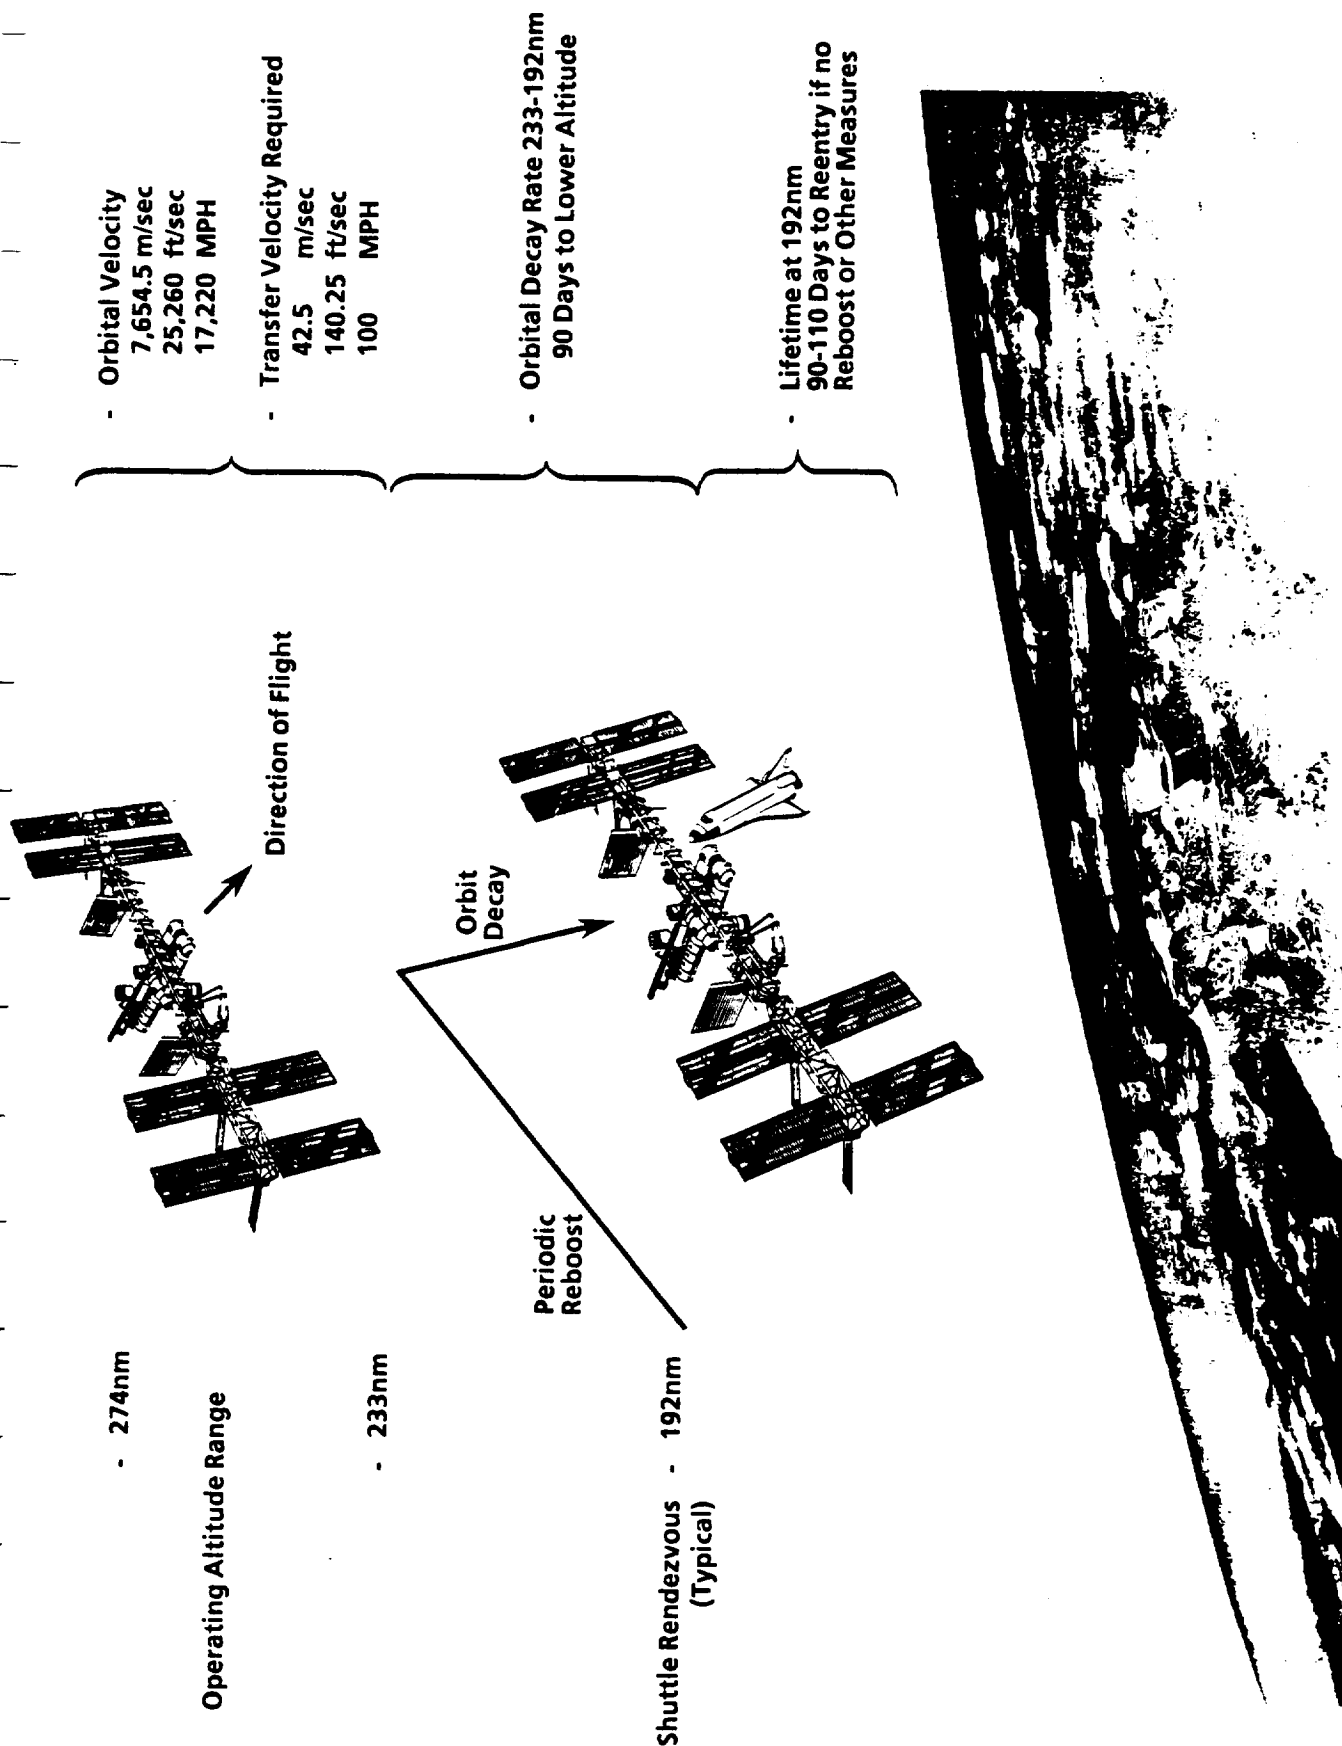 - 274nm
Operating Altitude Range
- 233nm
Shuttle Rendezvous - 192nm
(Typical)
Direction of Flight
Periodic
Reboost
Orbit
Decay
- Orbital Velocity
7,654.5 m/sec
25,260 ft/sec
17,220 MPH
- Transfer Velocity Required
42.5 m/sec
140.25 ft/sec
100 MPH
- Orbital Decay Rate 233-192nm
90 Days to Lower Altitude
- Lifetime at 192nm
90-110 Days to Reentry if no
Reboost or Other Measures